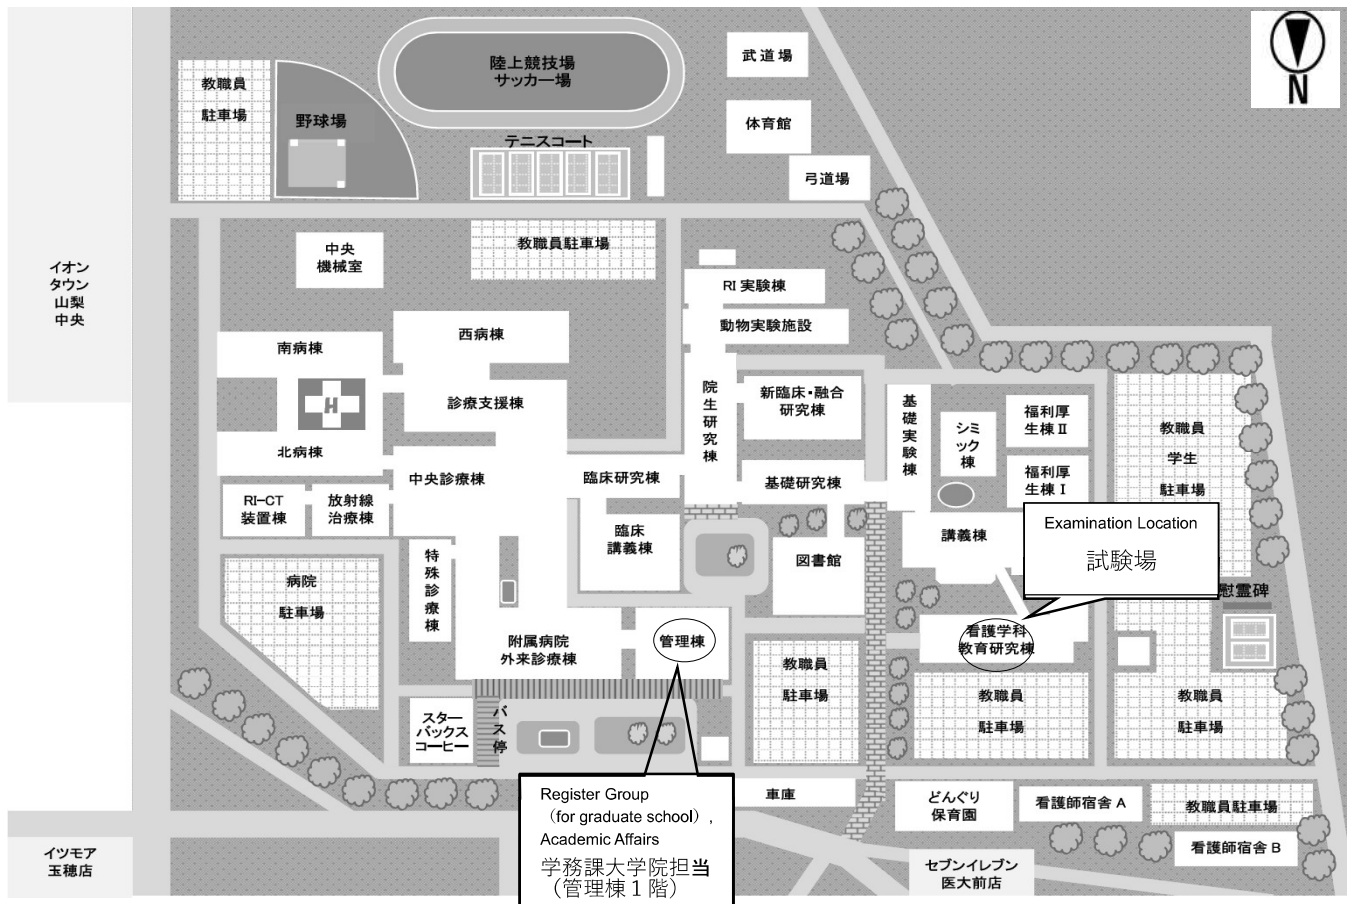 陸上競技場
サッカー場
武道場
N
教職員
駐車場
野球場
体育館
テニスコート
弓道場
イオン
タウン
山梨
中央
中央
機械室
教職員駐車場
RI 実験棟
動物実験施設
南病棟
西病棟
H
診療支援棟
院生研究棟
新臨床・融合
研究棟
基礎実験棟
シミック棟
福利厚
生棟 Ⅱ
教職員
学生
駐車場
北病棟
中央診療棟
臨床研究棟
基礎研究棟
福利厚
生棟 Ⅰ
RI-CT
装置棟
放射線
治療棟
臨床
講義棟
講義棟
Examination Location
試験場
特殊診療棟
図書館
病院
駐車場
慰霊碑
附属病院
外来診療棟
管理棟
看護学科
教育研究棟
教職員
駐車場
教職員
駐車場
教職員
駐車場
スター
バックス
コーヒー
バス停
Register Group
（for graduate school）,
Academic Affairs
学務課大学院担当
（管理棟１階）
車庫
どんぐり
保育園
看護師宿舎 A
教職員駐車場
看護師宿舎 B
イツモア
玉穂店
セブンイレブン
医大前店